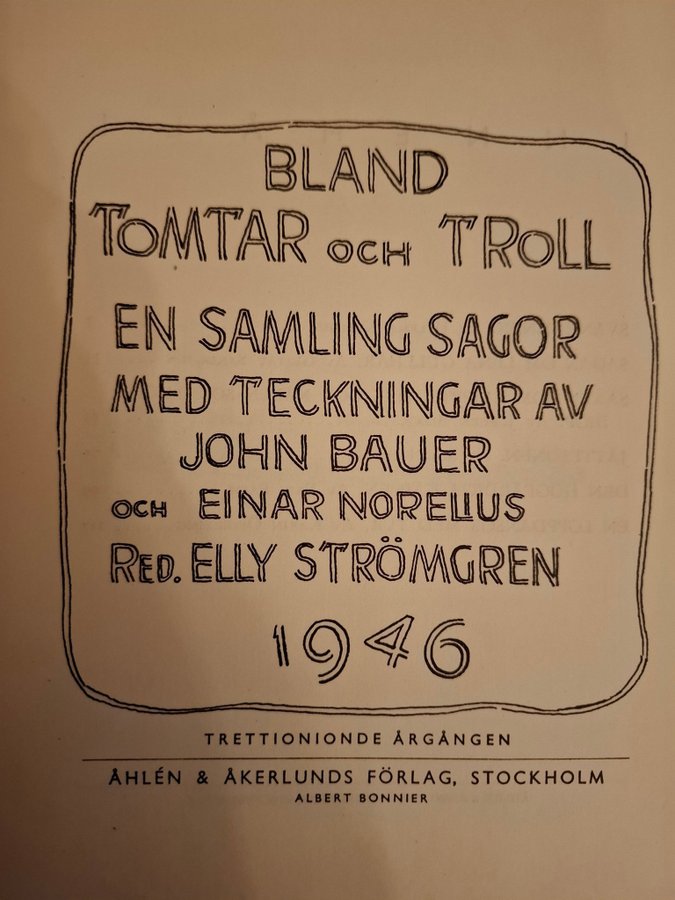 BLAND
TOMTAR OCH TROLL
EN SAMLING SAGOR
MED TECKNINGAR AV
JOHN BAUER
OCH EINAR NORELIUS
RED. ELLY STRÖMGREN
1946
TRETTIONIONDE ÅRGÅNGEN
ÅHLÉN & ÅKERLUNDS FÖRLAG, STOCKHOLM
ALBERT BONNIER